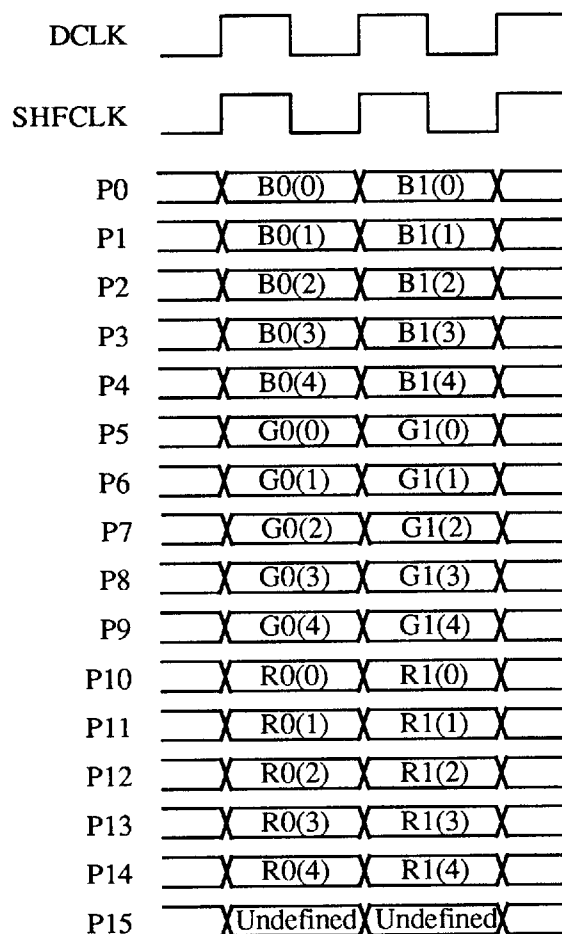 DCLK
SHFCLK
P0 B0(0) B1(0)
P1 B0(1) B1(1)
P2 B0(2) B1(2)
P3 B0(3) B1(3)
P4 B0(4) B1(4)
P5 G0(0) G1(0)
P6 G0(1) G1(1)
P7 G0(2) G1(2)
P8 G0(3) G1(3)
P9 G0(4) G1(4)
P10 R0(0) R1(0)
P11 R0(1) R1(1)
P12 R0(2) R1(2)
P13 R0(3) R1(3)
P14 R0(4) R1(4)
P15 Undefined Undefined